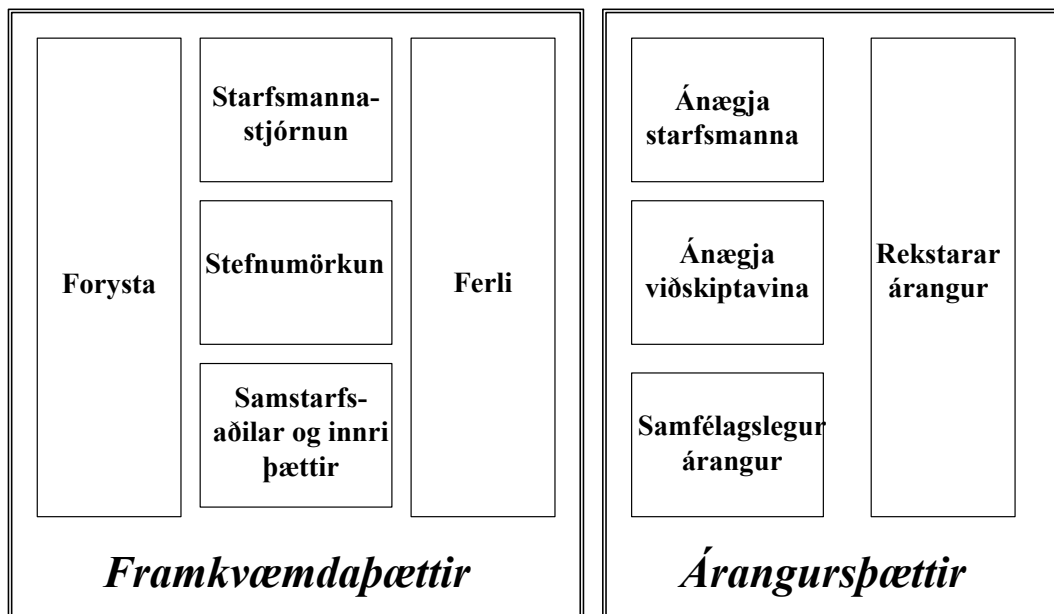 Forysta
Starfsmanna-
stjórnun
Stefnumörkun
Samstarfs-
aðilar og innri
þættir
Ferli
Framkvæmdaþættir
Ánægja
starfsmanna
Ánægja
viðskiptavina
Samfélagslegur
árangur
Rekstarar
árangur
Árangursþættir